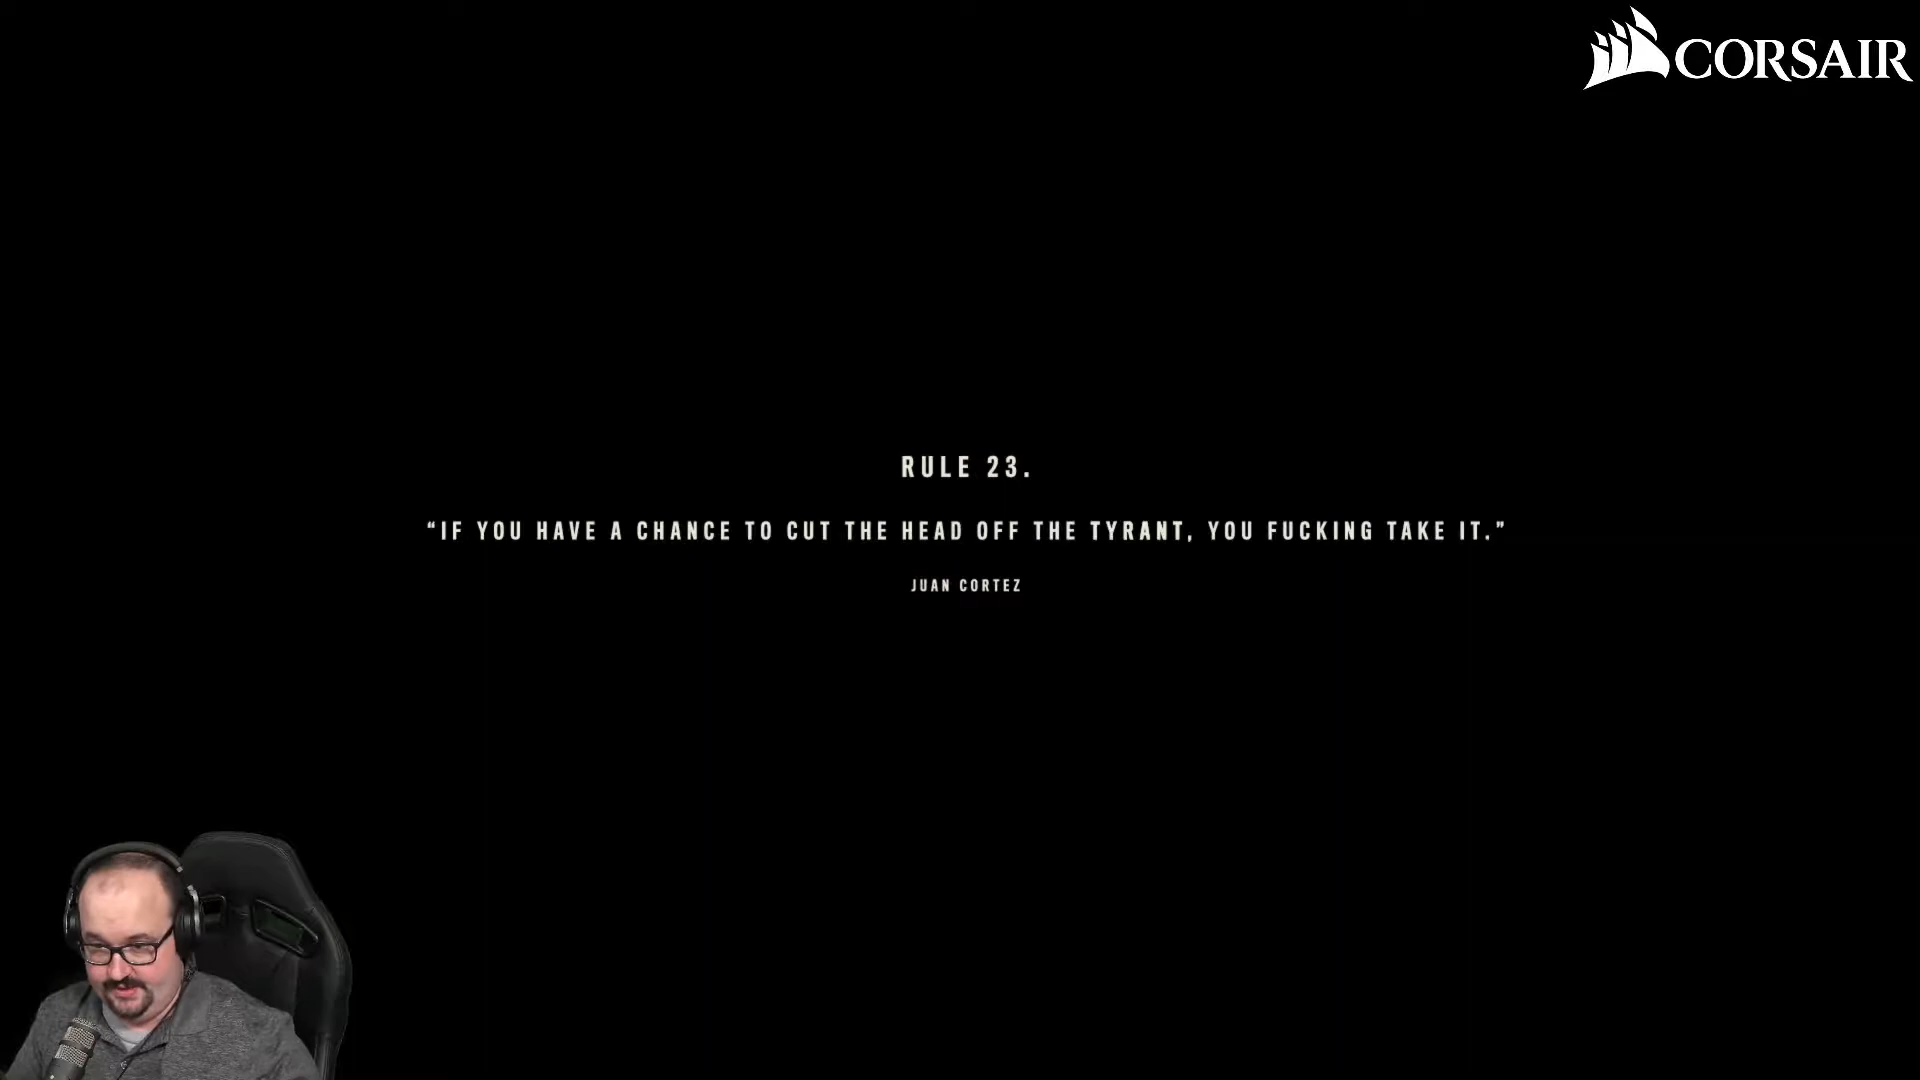 CORSAIR
RULE 23.
“IF YOU HAVE A CHANCE TO CUT THE HEAD OFF THE TYRANT, YOU FUCKING TAKE IT.”
JUAN CORTEZ